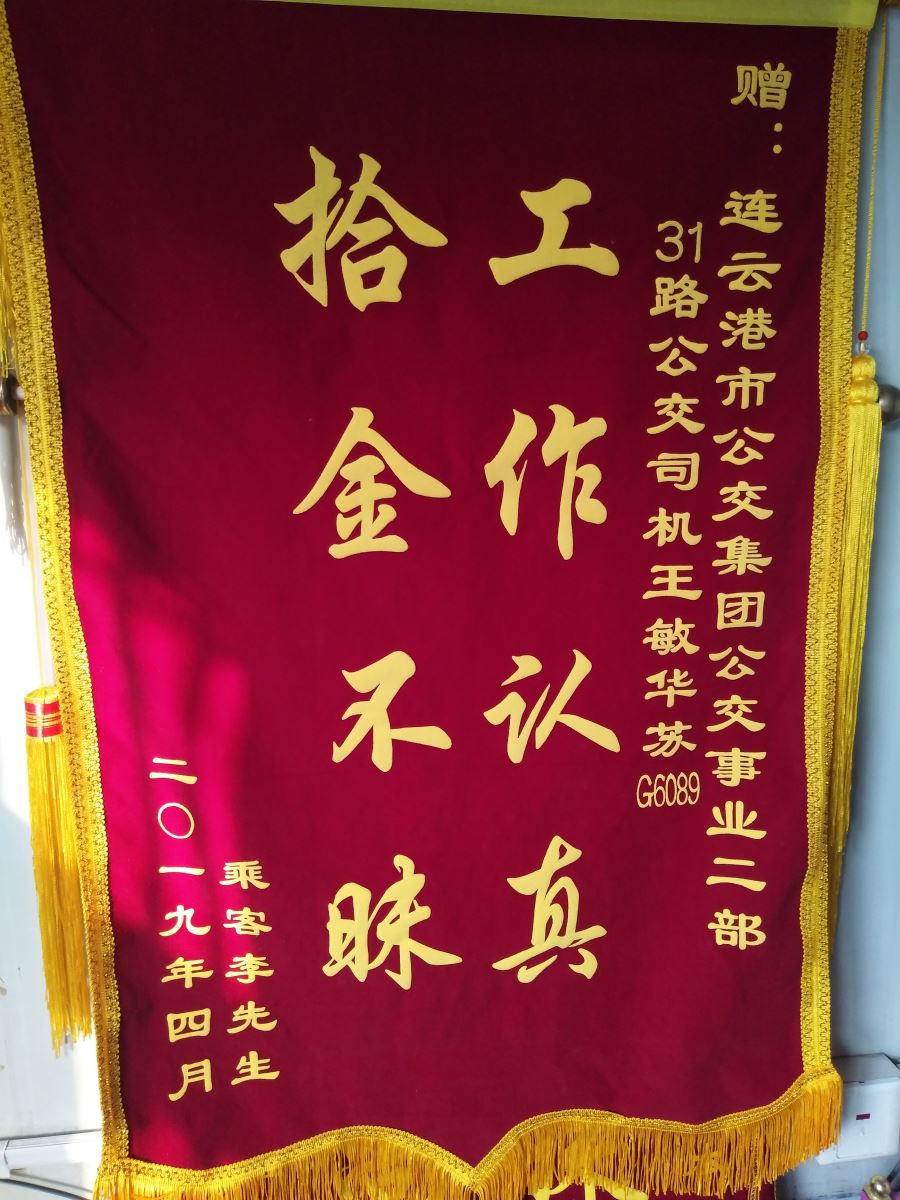 赠：连云港市公交集团公交事业二部
31路公交司机王敏华苏G6089
工作认真
拾金不昧
乘客李先生
二〇一九年四月